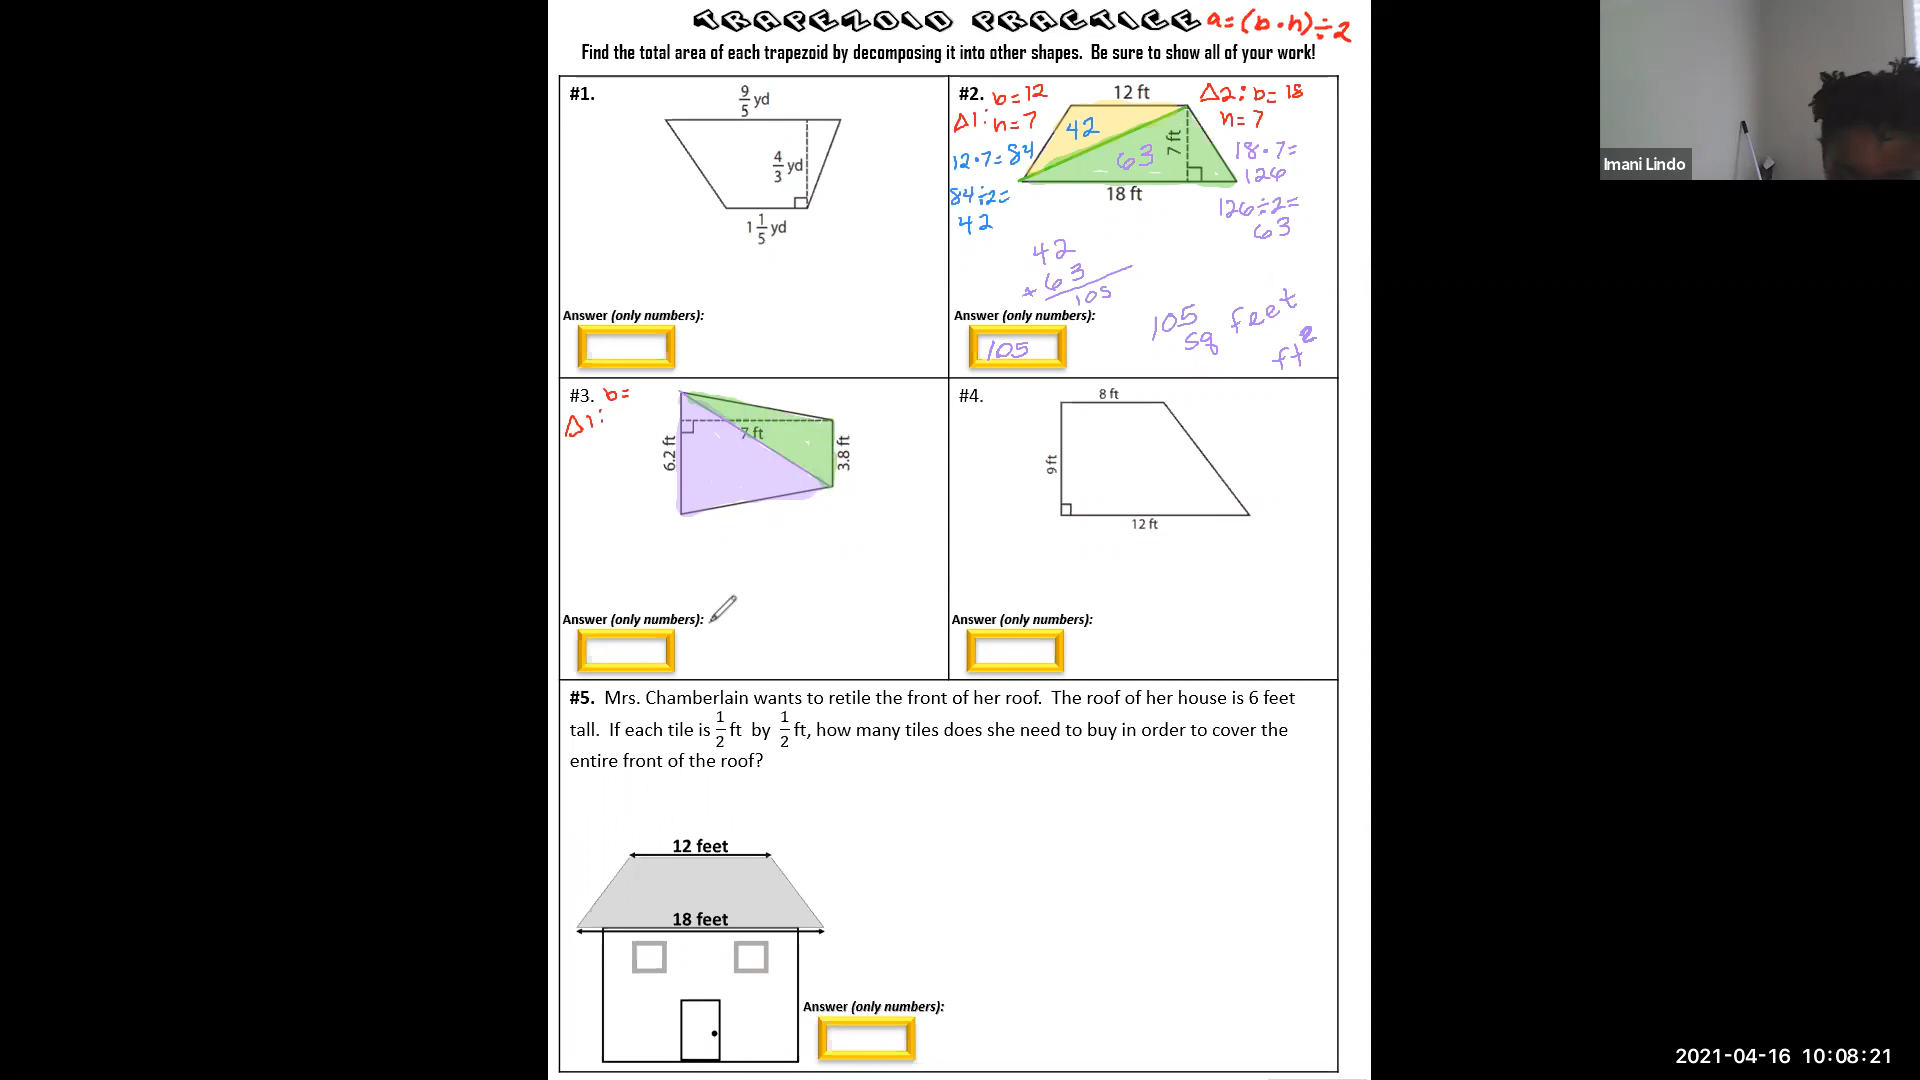 TRAPEZOID PRACTICE a=(b·h)÷2
Find the total area of each trapezoid by decomposing it into other shapes. Be sure to show all of your work!
#1.
9/5 yd
4/3 yd
1 1/5 yd
Answer (only numbers):
#2. b=12
Δ1: h=7
12·7=84
84÷2=
42
12 ft
42
63
7 ft
18 ft
Δ2: b=18
h=7
18·7=
126
126÷2=
63
42
+63
105
105 feet
sq
ft²
Answer (only numbers):
105
#3. b=
Δ1:
6.2 ft
7 ft
3.8 ft
Answer (only numbers):
#4.
8 ft
9 ft
12 ft
Answer (only numbers):
#5. Mrs. Chamberlain wants to retile the front of her roof. The roof of her house is 6 feet
tall. If each tile is 1/2 ft by 1/2 ft, how many tiles does she need to buy in order to cover the
entire front of the roof?
12 feet
18 feet
Answer (only numbers):
Imani Lindo
2021-04-16 10:08:21